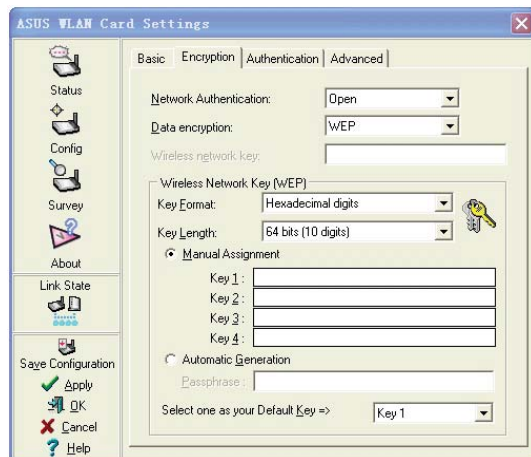 ASUS WLAN Card Settings
Status
Config
Survey
About
Link State
Save Configuration
Apply
OK
Cancel
Help
Basic Encryption Authentication Advanced
Network Authentication: Open
Data encryption: WEP
Wireless network key:
Wireless Network Key (WEP)
Key Format: Hexadecimal digits
Key Length: 64 bits (10 digits)
Manual Assignment
Key 1 :
Key 2 :
Key 3 :
Key 4 :
Automatic Generation
Passphrase :
Select one as your Default Key => Key 1